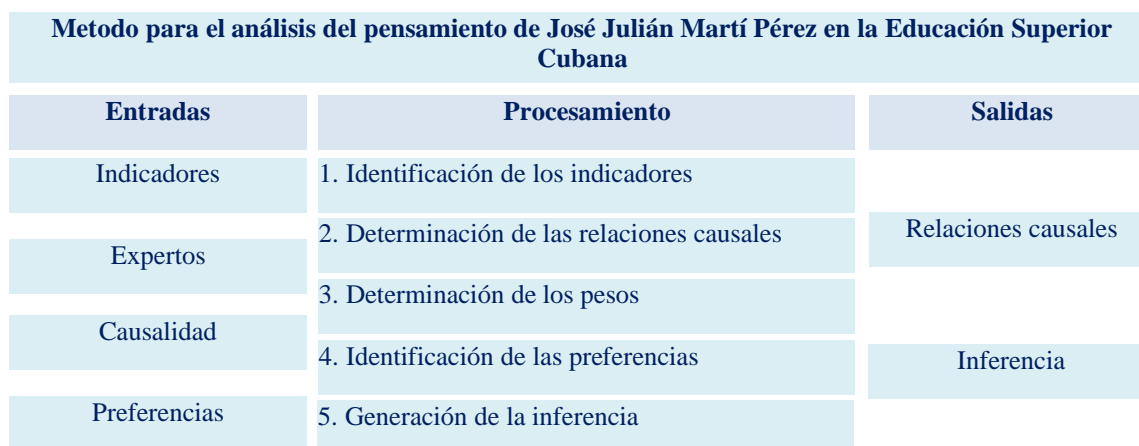 Metodo para el análisis del pensamiento de José Julián Martí Pérez en la Educación Superior
Cubana
Entradas
Procesamiento
Salidas
Indicadores
Expertos
Causalidad
Preferencias
1. Identificación de los indicadores
2. Determinación de las relaciones causales
3. Determinación de los pesos
4. Identificación de las preferencias
5. Generación de la inferencia
Relaciones causales
Inferencia